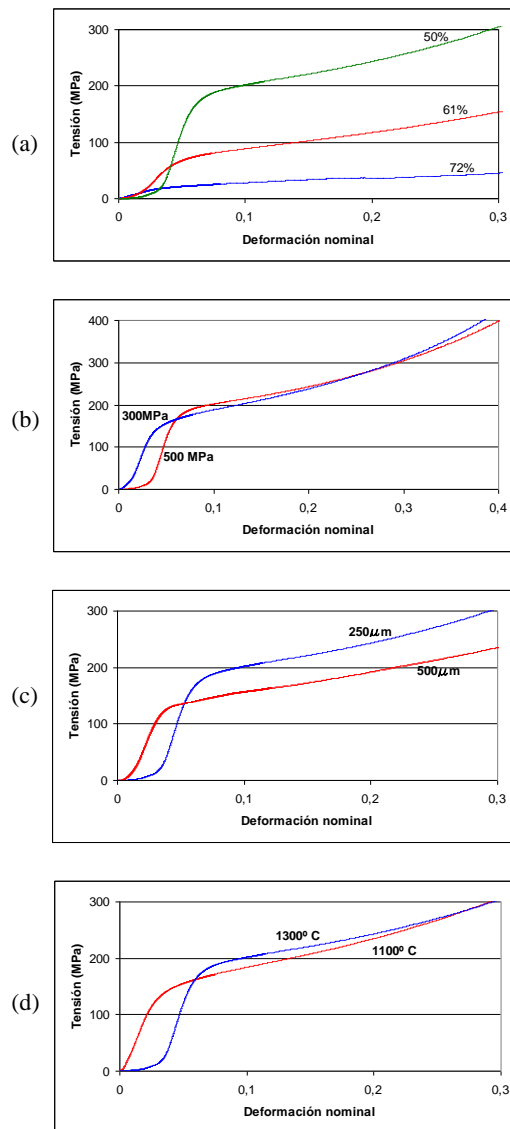 (a)
Tensión (MPa)
300
200
100
0
50%
61%
72%
0 0,1 0,2 0,3
Deformación nominal
(b)
Tensión (MPa)
400
300
200
100
0
300MPa
500 MPa
0 0,1 0,2 0,3 0,4
Deformación nominal
(c)
Tensión (MPa)
300
200
100
0
250μm
500μm
0 0,1 0,2 0,3
Deformación nominal
(d)
Tensión (MPa)
300
200
100
0
1300º C
1100º C
0 0,1 0,2 0,3
Deformación nominal